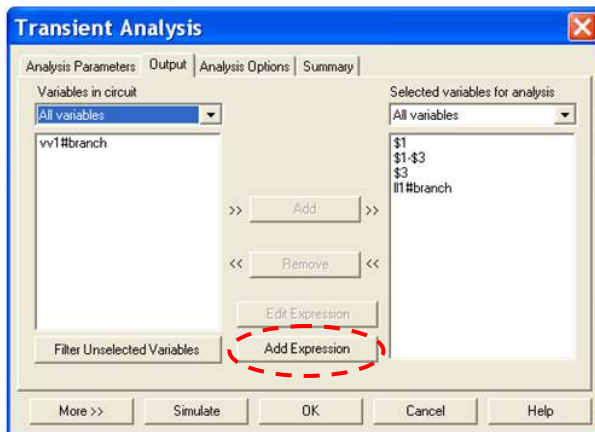 Transient Analysis
Analysis Parameters Output Analysis Options Summary
Variables in circuit
All variables
vv1#branch
Filter Unselected Variables
>> Add >>
<< Remove <<
Edit Expression
Add Expression
Selected variables for analysis
All variables
$1
$1-$3
$3
ll1#branch
More >> Simulate OK Cancel Help